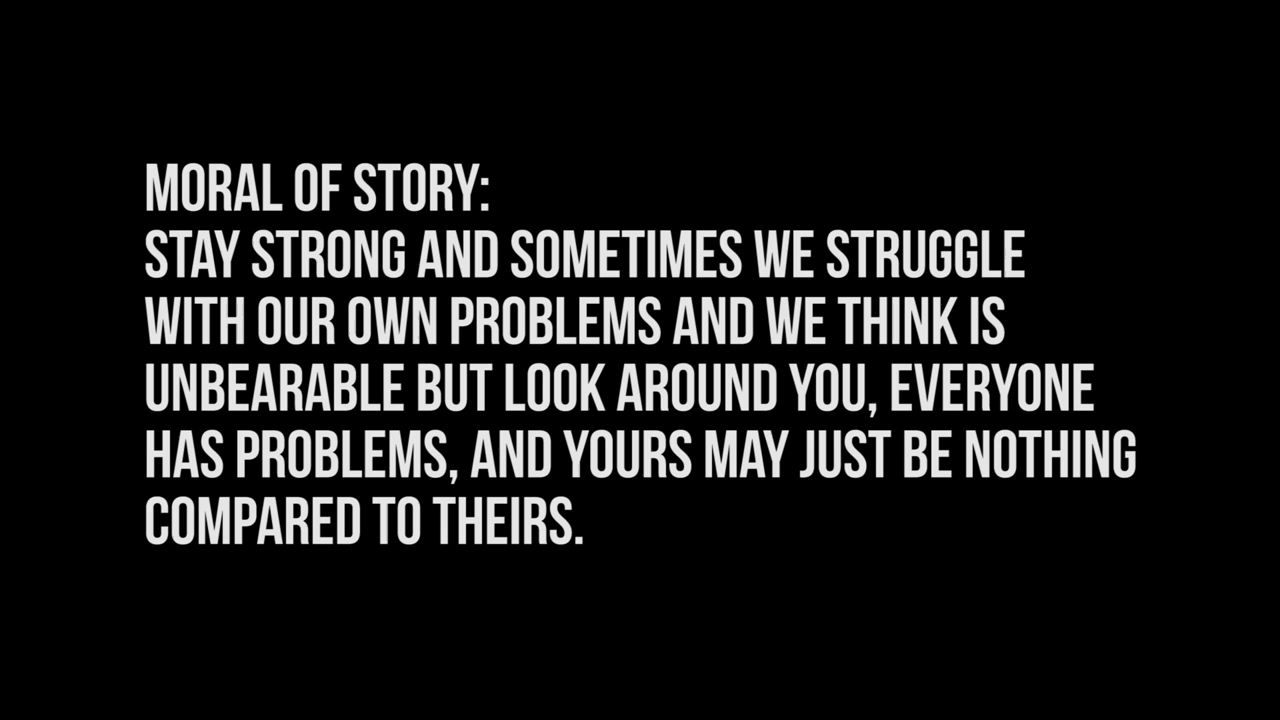 MORAL OF STORY:
STAY STRONG AND SOMETIMES WE STRUGGLE
WITH OUR OWN PROBLEMS AND WE THINK IS
UNBEARABLE BUT LOOK AROUND YOU, EVERYONE
HAS PROBLEMS, AND YOURS MAY JUST BE NOTHING
COMPARED TO THEIRS.